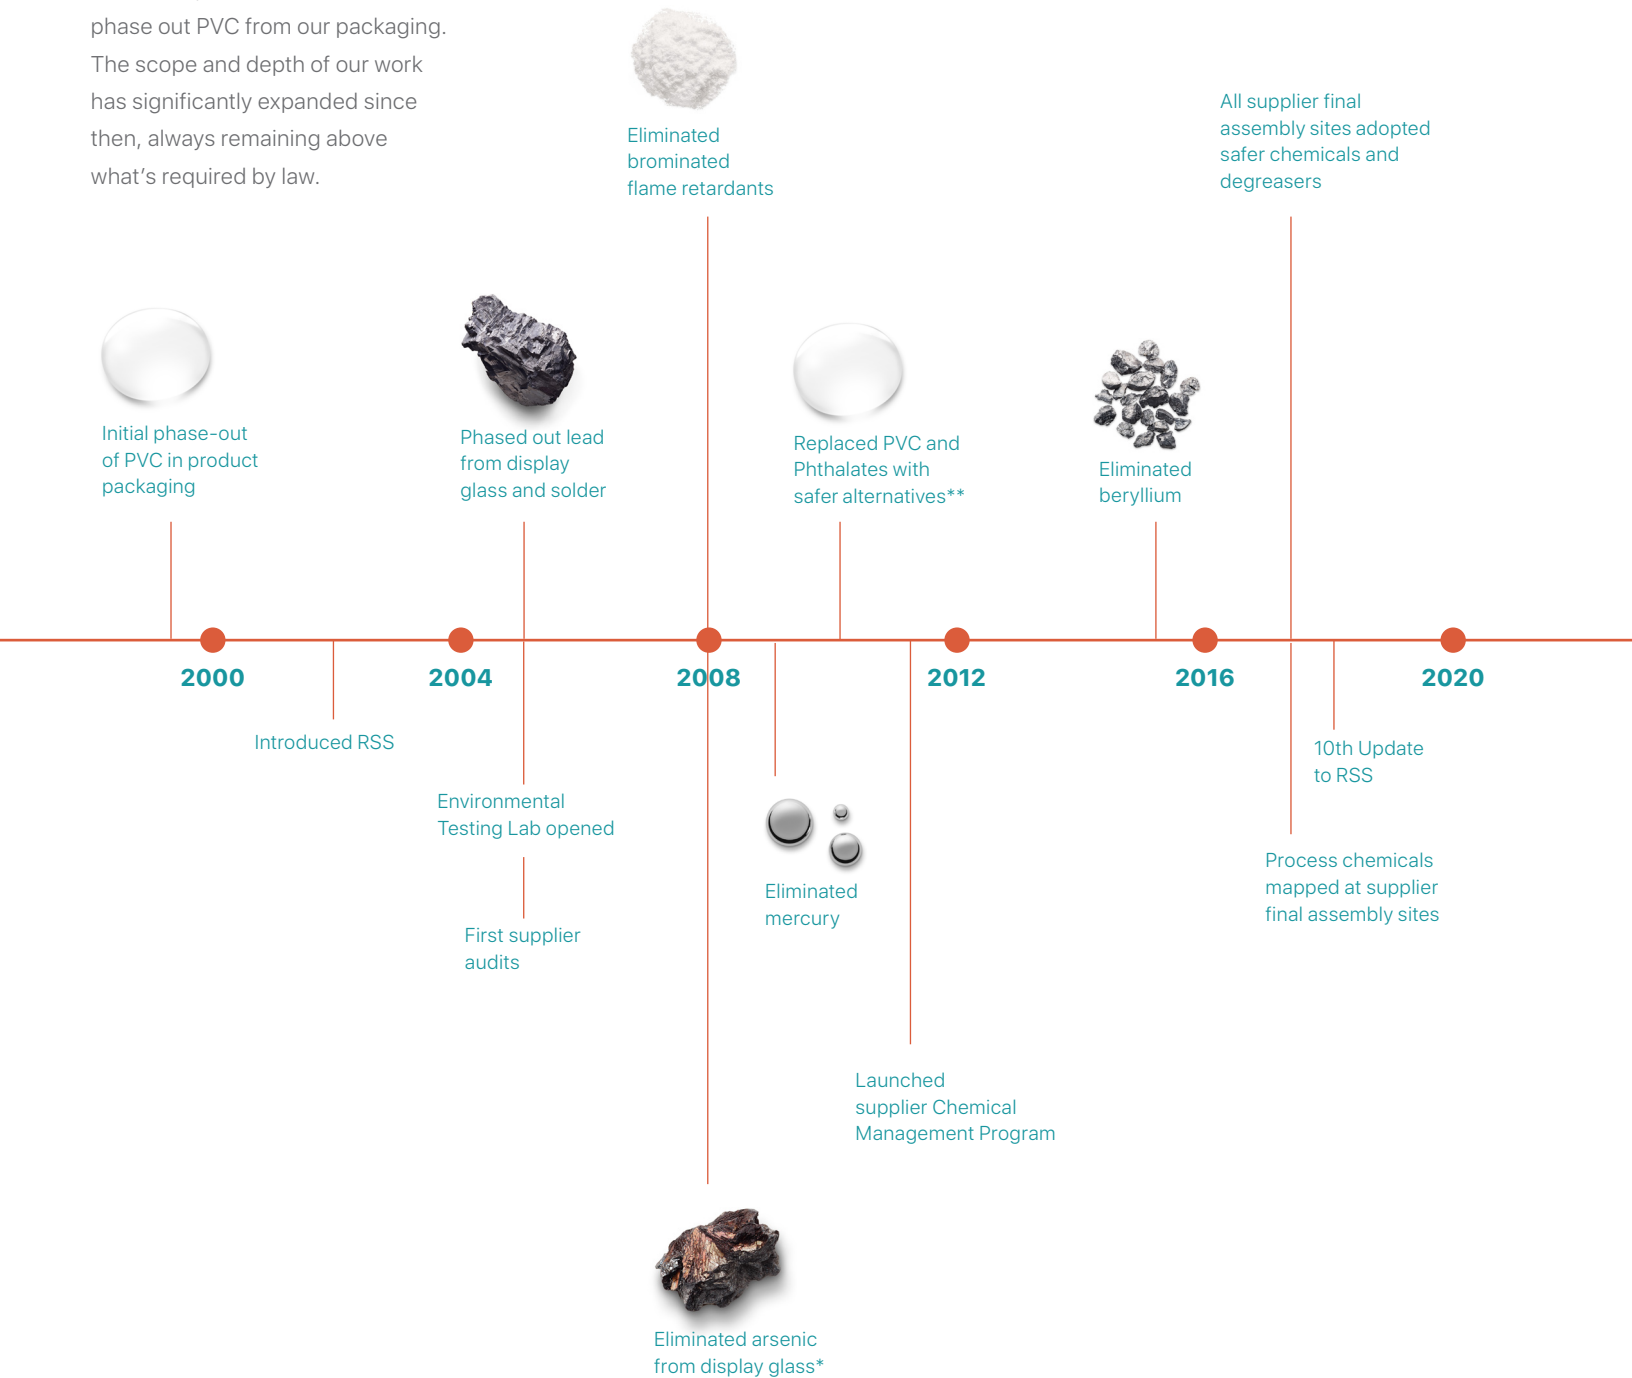 phase out PVC from our packaging.
The scope and depth of our work
has significantly expanded since
then, always remaining above
what's required by law.
Eliminated
brominated
flame retardants
All supplier final
assembly sites adopted
safer chemicals and
degreasers
Initial phase-out
of PVC in product
packaging
Phased out lead
from display
glass and solder
Replaced PVC and
Phthalates with
safer alternatives**
Eliminated
beryllium
2000
2004
2008
2012
2016
2020
Introduced RSS
Environmental
Testing Lab opened
First supplier
audits
Eliminated
mercury
10th Update
to RSS
Process chemicals
mapped at supplier
final assembly sites
Launched
supplier Chemical
Management Program
Eliminated arsenic
from display glass*